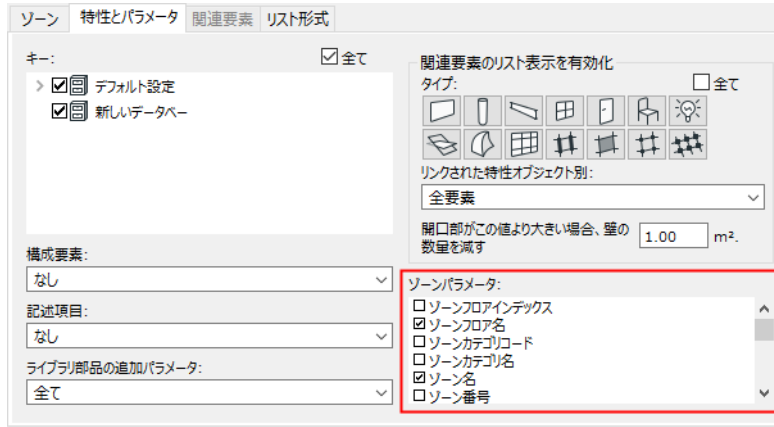 ゾーン 特性とパラメータ 関連要素 リスト形式
キー: 全て
デフォルト設定
新しいデータベー
構成要素:
なし
記述項目:
なし
ライブラリ部品の追加パラメータ:
全て
関連要素のリスト表示を有効化
タイプ: 全て
リンクされた特性オブジェクト別:
全要素
開口部がこの値より大きい場合、壁の
数量を減す 1.00 m².
ゾーンパラメータ:
ゾーンフロアインデックス
ゾーンフロア名
ゾーンカテゴリコード
ゾーンカテゴリ名
ゾーン名
ゾーン番号